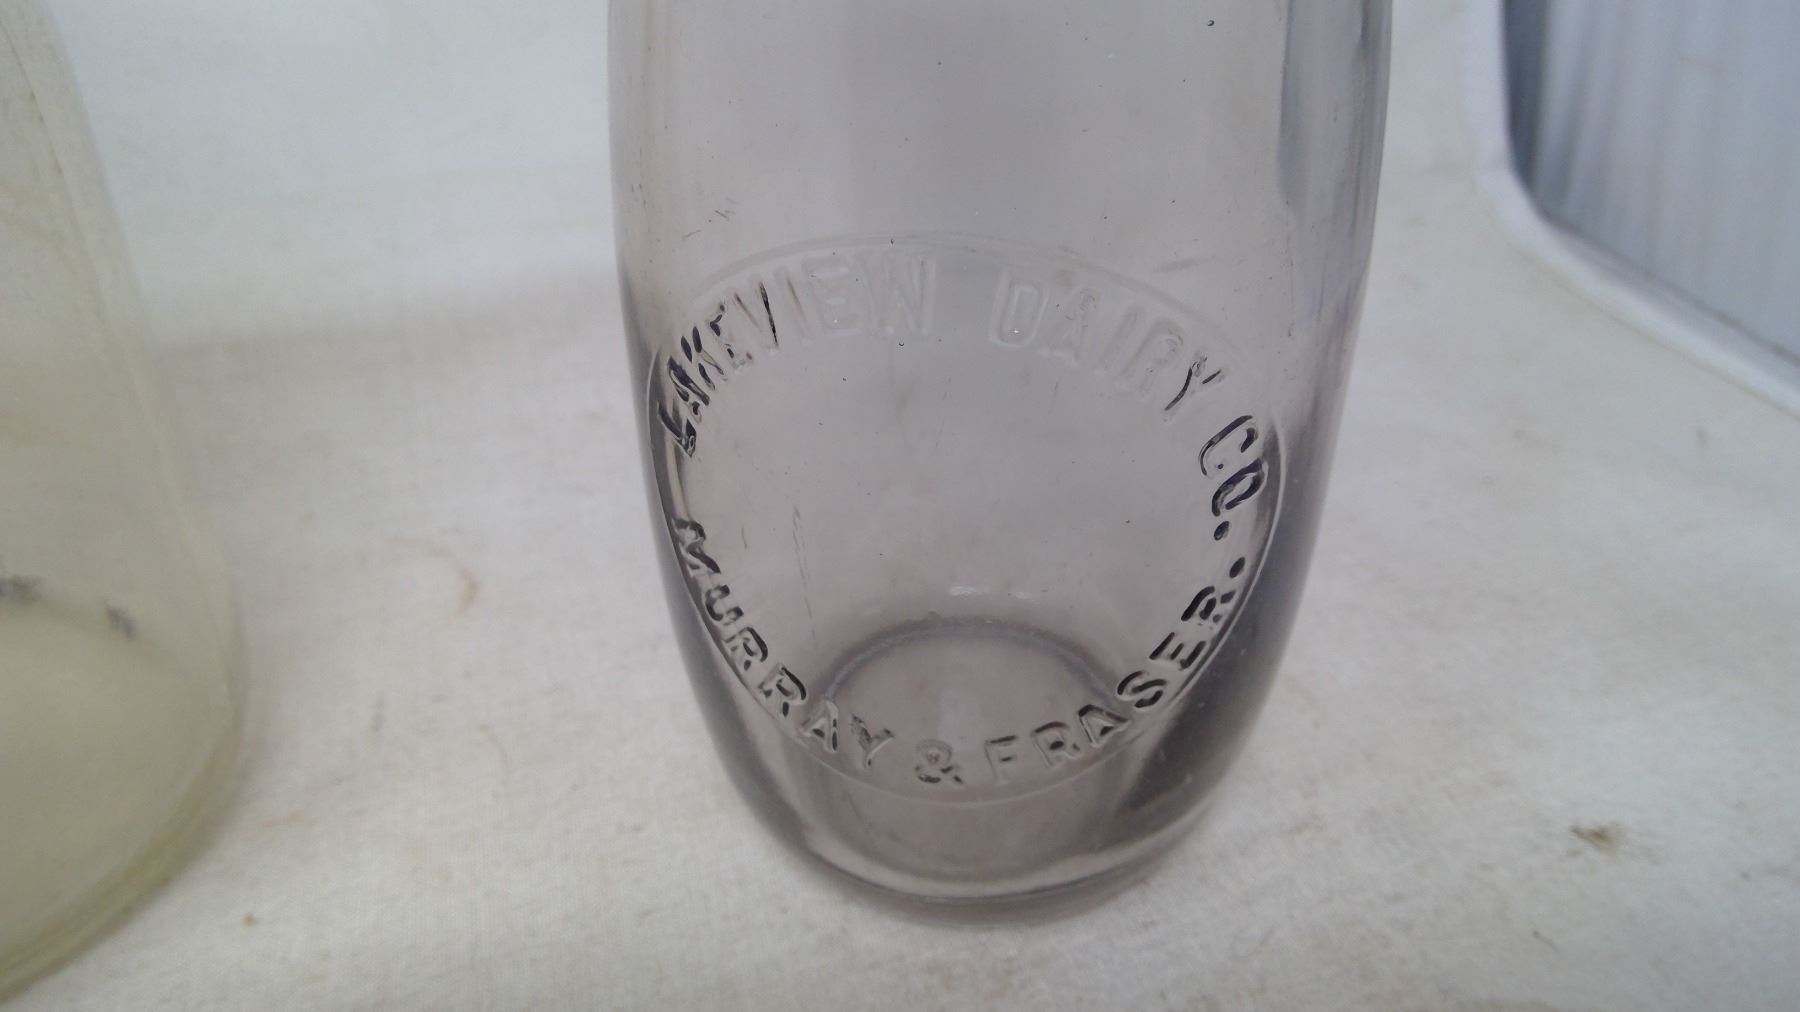 LAKEVIEW DAIRY CO.
MURRAY & FRASER.